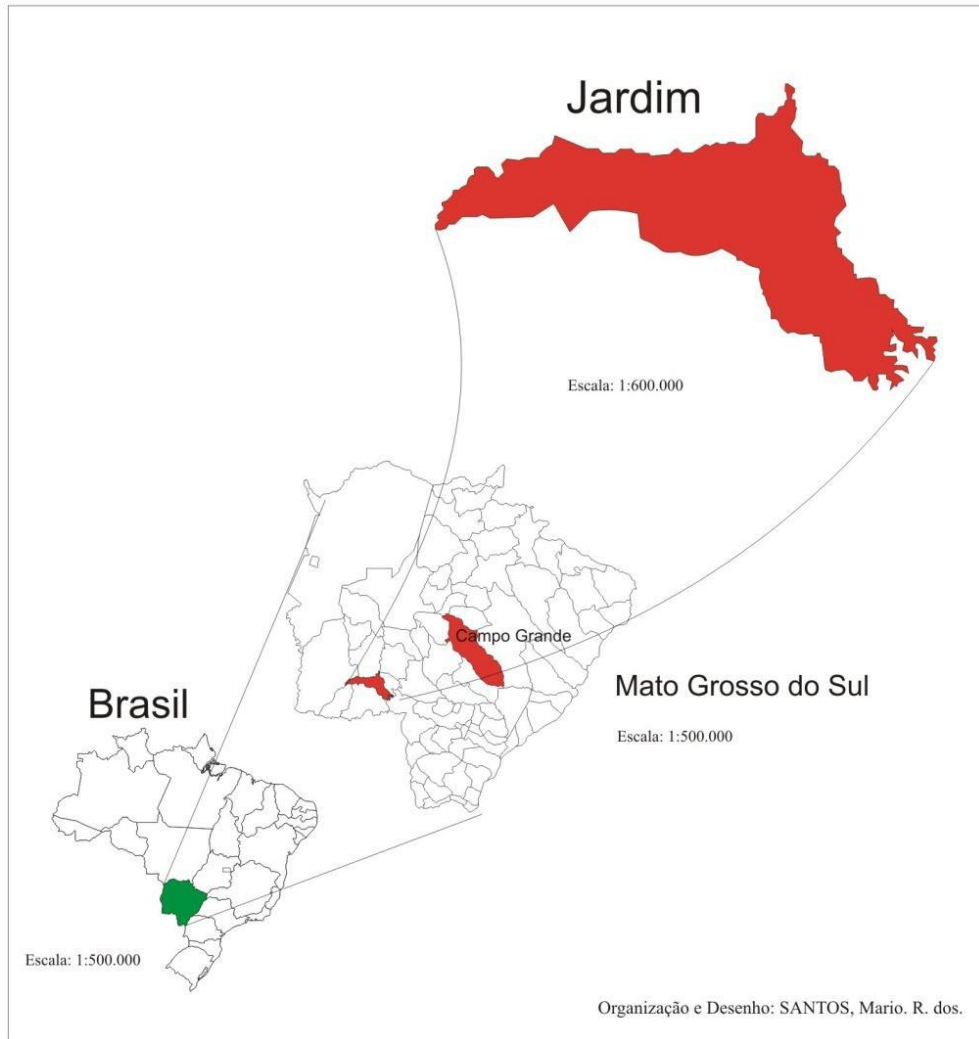 Jardim
Escala: 1:600.000
Campo Grande
Mato Grosso do Sul
Escala: 1:500.000
Brasil
Escala: 1:500.000
Organização e Desenho: SANTOS, Mario. R. dos.